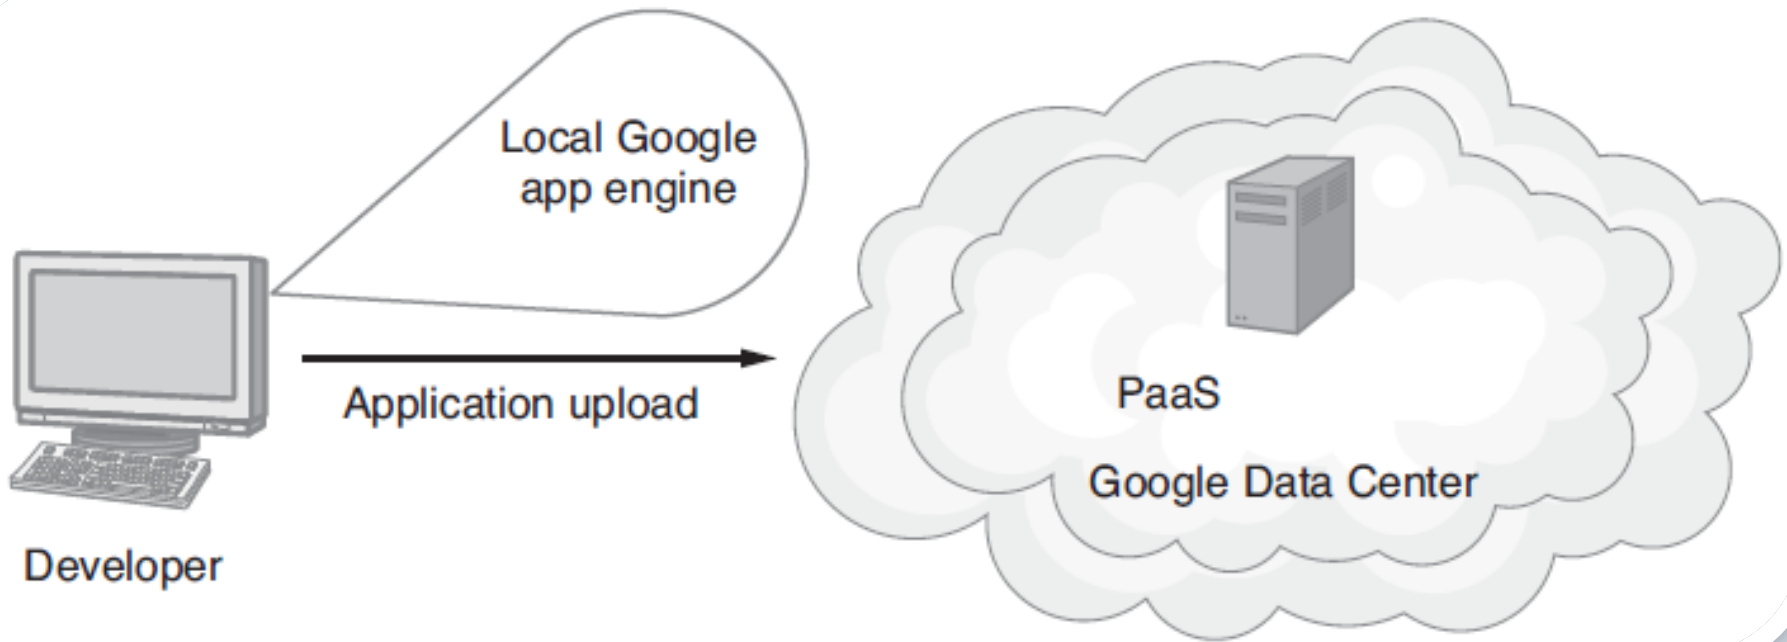 Local Google
app engine
Application upload
Developer
PaaS
Google Data Center